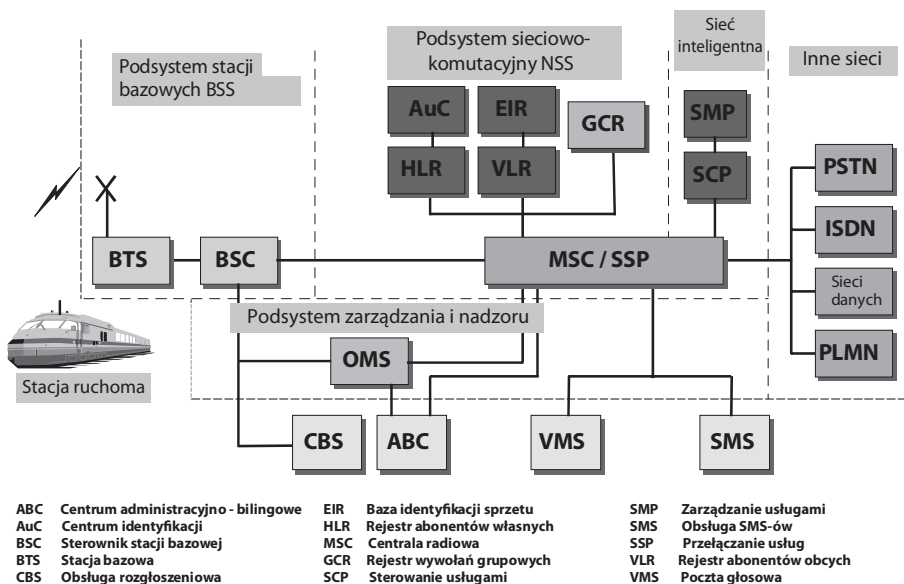 Podsystem stacji
bazowych BSS
Podsystem sieciowo-
komutacyjny NSS
Sieć
inteligentna
Inne sieci
AuC
EIR
GCR
SMP
HLR
VLR
SCP
PSTN
ISDN
Sieci
danych
PLMN
BTS
BSC
MSC / SSP
Podsystem zarządzania i nadzoru
OMS
Stacja ruchoma
CBS
ABC
VMS
SMS
ABC Centrum administracyjno - bilingowe
AuC Centrum identyfikacji
BSC Sterownik stacji bazowej
BTS Stacja bazowa
CBS Obsługa rozgłoszeniowa
EIR Baza identyfikacji sprzetu
HLR Rejestr abonentów własnych
MSC Centrala radiowa
GCR Rejestr wywołań grupowych
SCP Sterowanie usługami
SMP Zarządzanie usługami
SMS Obsługa SMS-ów
SSP Przełączanie usług
VLR Rejestr abonentów obcych
VMS Poczta głosowa